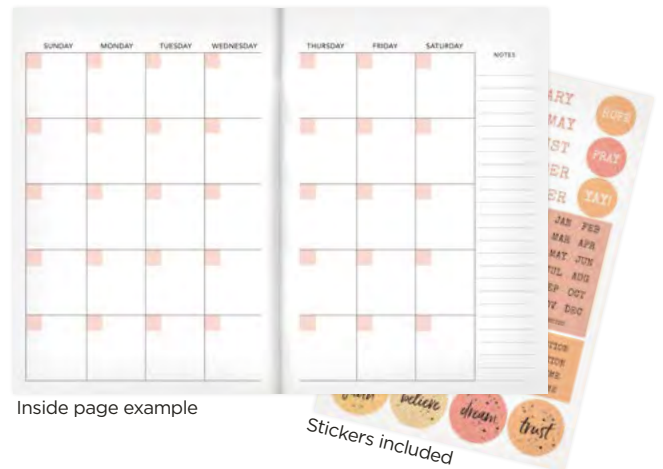 SUNDAY MONDAY TUESDAY WEDNESDAY THURSDAY FRIDAY SATURDAY
NOTES
HOPE
MAY
PRAY
YAY!
JAN FEB
MAR APR
MAY JUN
AUG
OCT
DEC
believe
dream
trust
Inside page example
Stickers included